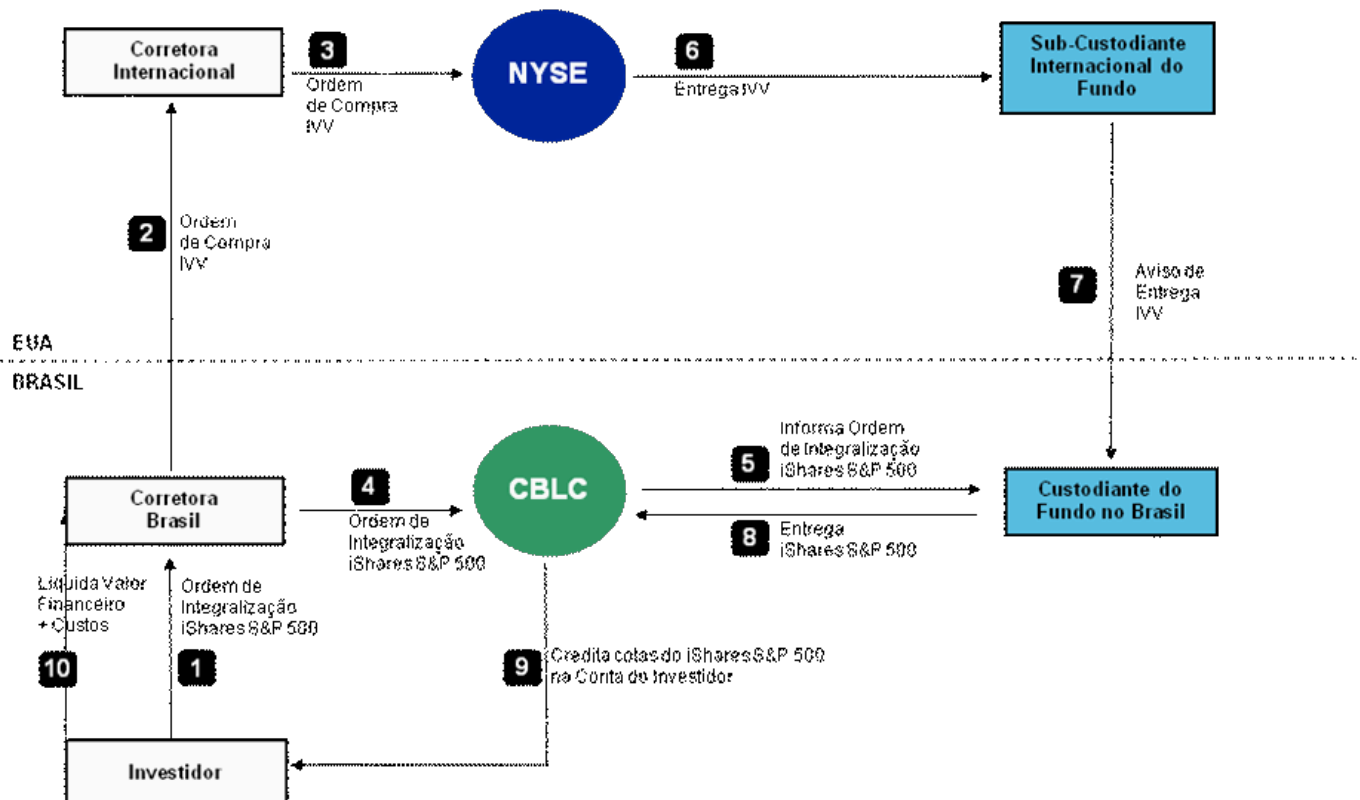 Corretora
Internacional
3
Ordem
de Compra
IVV
NYSE
6
Entrega IVV
Sub-Custodiante
Internacional do
Fundo
2
Ordem
de Compra
IVV
7
Aviso de
Entrega
IVV
EUA
BRASIL
Corretora
Brasil
4
Ordem de
Integralização
iShares S&P 500
CBLC
5
Informa Ordem
de Integralização
iShares S&P 500
8
Entrega
iShares S&P 500
Custodiante do
Fundo no Brasil
Liquida Valor
Financeiro
+ Custos
10
1
Ordem de
Integralização
iShares S&P 500
9
Credita cotas do iShares S&P 500
na Conta do Investidor
Investidor